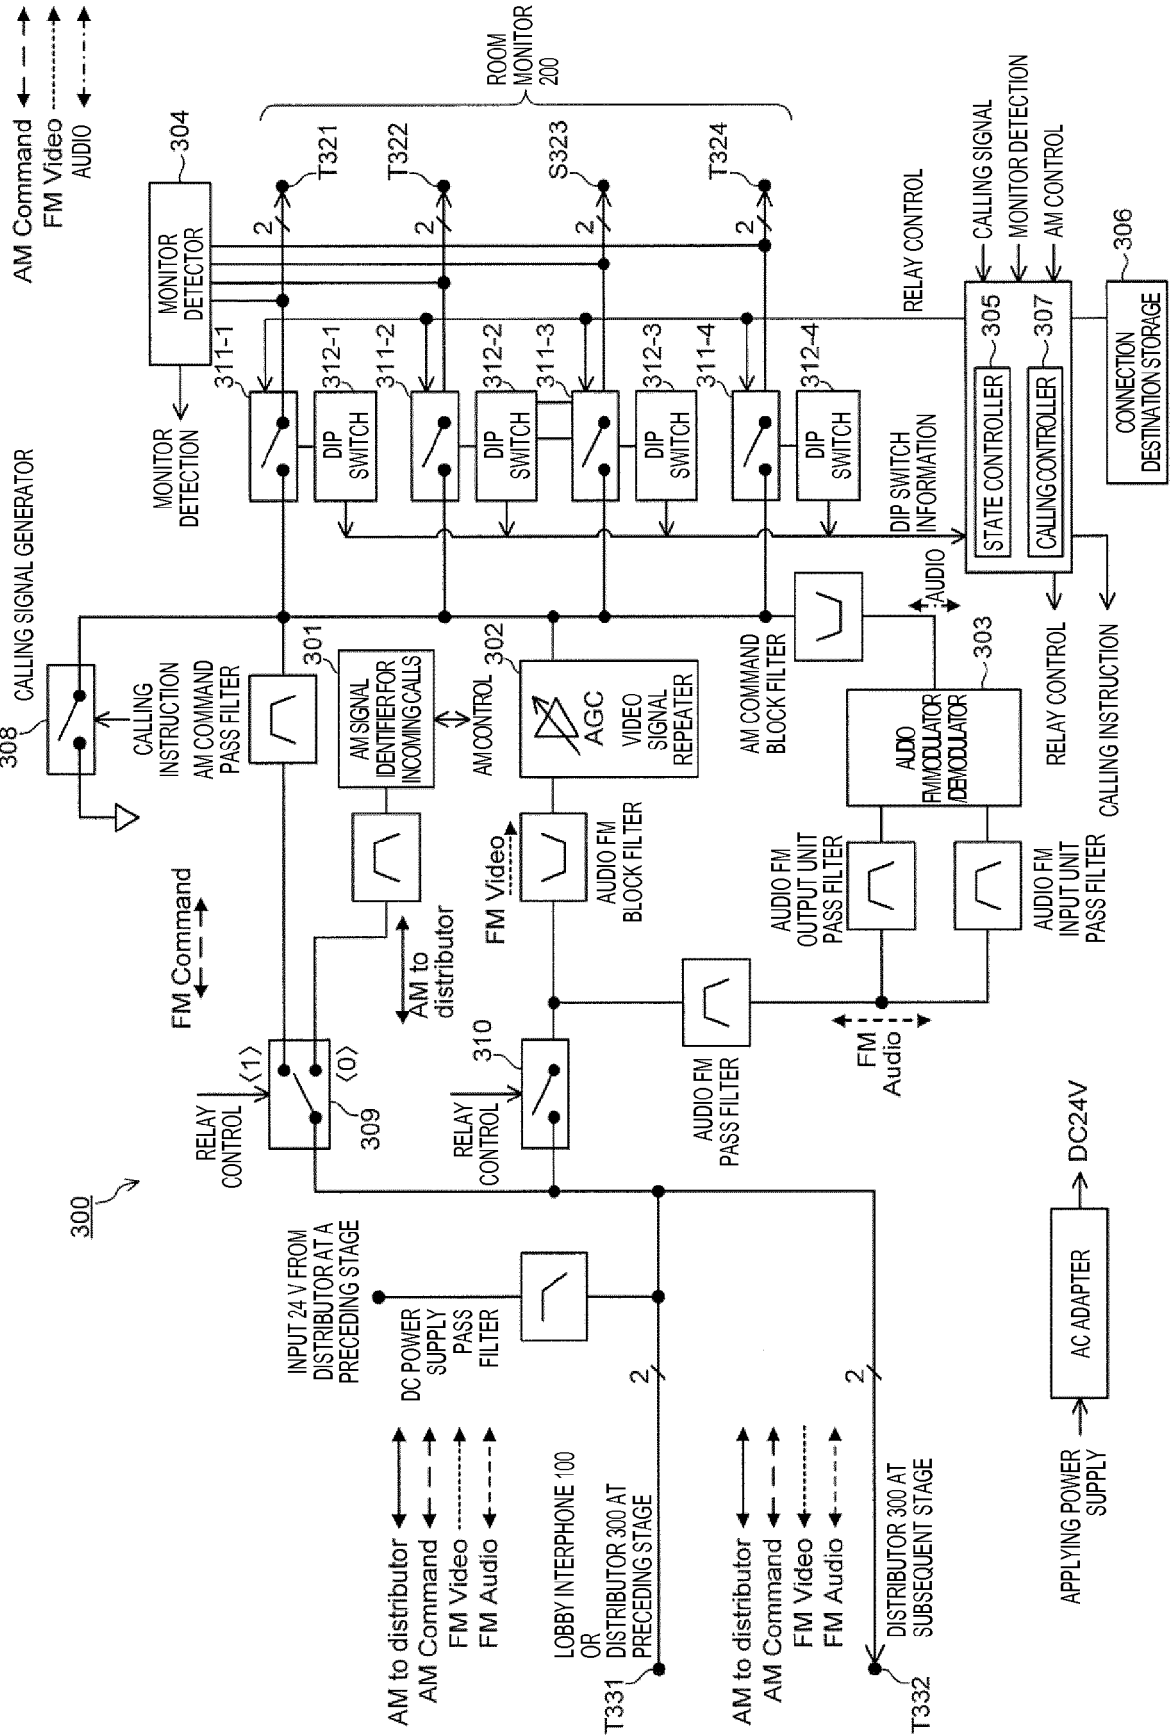 300
AM to distributor
AM Command
FM Video
FM Audio
LOBBY INTERPHONE 100
OR
DISTRIBUTOR 300 AT
PRECEDING STAGE
T331
2
AM to distributor
AM Command
FM Video
FM Audio
DISTRIBUTOR 300 AT
SUBSEQUENT STAGE
T332
2
APPLYING POWER
SUPPLY
AC ADAPTER
DC24V
INPUT 24 V FROM
DISTRIBUTOR AT A
PRECEDING STAGE
DC POWER
SUPPLY
PASS
FILTER
RELAY
CONTROL
⟨1⟩
⟨0⟩
309
RELAY
CONTROL
310
FM Command
AM to
distributor
FM Video
AUDIO FM
BLOCK FILTER
AUDIO FM
PASS FILTER
FM
Audio
AUDIO FM
OUTPUT UNIT
PASS FILTER
AUDIO FM
INPUT UNIT
PASS FILTER
308
CALLING SIGNAL GENERATOR
CALLING
INSTRUCTION
AM COMMAND
PASS FILTER
301
AM SIGNAL
IDENTIFIER FOR
INCOMING CALLS
AM CONTROL
302
AGC
VIDEO
SIGNAL
REPEATER
AM COMMAND
BLOCK FILTER
303
AUDIO
FM MODULATOR
/DEMODULATOR
AUDIO
MONITOR
DETECTION
MONITOR
DETECTOR
304
311-1
312-1
DIP
SWITCH
311-2
312-2
DIP
SWITCH
311-3
312-3
DIP
SWITCH
311-4
312-4
DIP
SWITCH
DIP SWITCH
INFORMATION
RELAY CONTROL
2
T321
2
T322
2
S323
2
T324
ROOM
MONITOR
200
AM Command
FM Video
AUDIO
CALLING SIGNAL
MONITOR DETECTION
AM CONTROL
305
STATE CONTROLLER
307
CALLING CONTROLLER
RELAY CONTROL
CALLING INSTRUCTION
306
CONNECTION
DESTINATION STORAGE